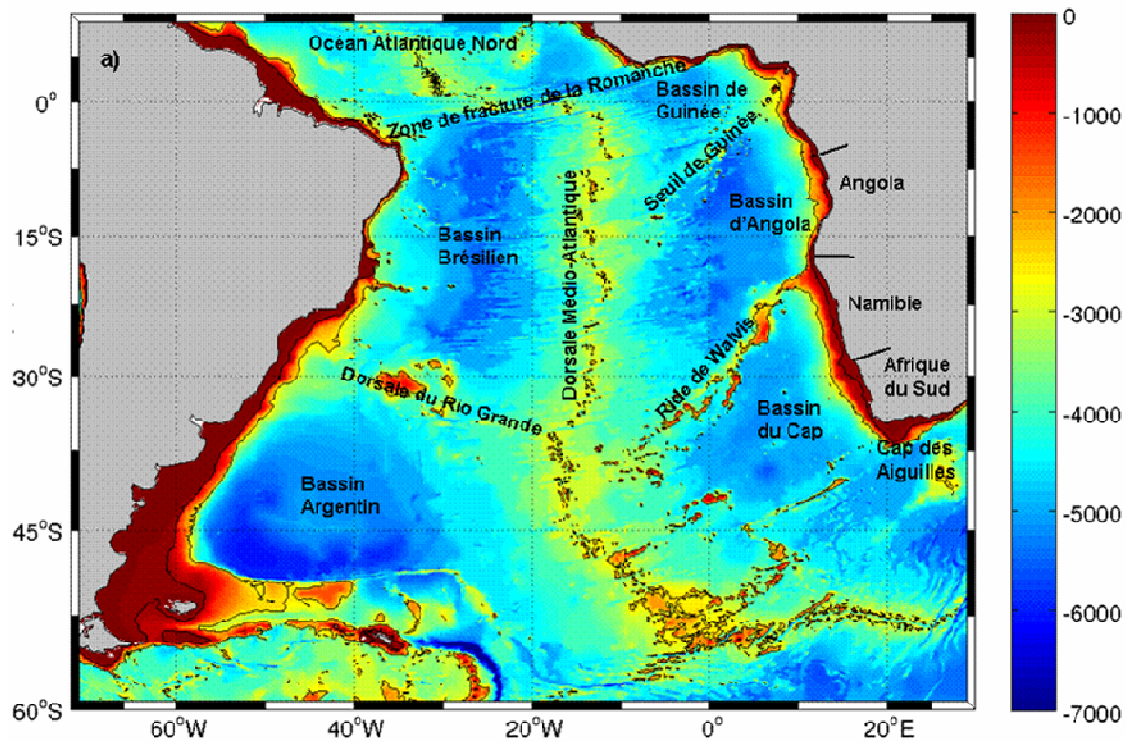 a)
Océan Atlantique Nord
Zone de fracture de la Romanche
Bassin de
Guinée
Seuil de Guinée
Angola
Bassin
d'Angola
Bassin
Brésilien
Dorsale Médio-Atlantique
Namibie
Ride de Walvis
Afrique
du Sud
Dorsale du Rio Grande
Bassin
du Cap
Cap des
Aiguilles
Bassin
Argentin
0°
15°S
30°S
45°S
60°S
60°W
40°W
20°W
0°
20°E
0
-1000
-2000
-3000
-4000
-5000
-6000
-7000